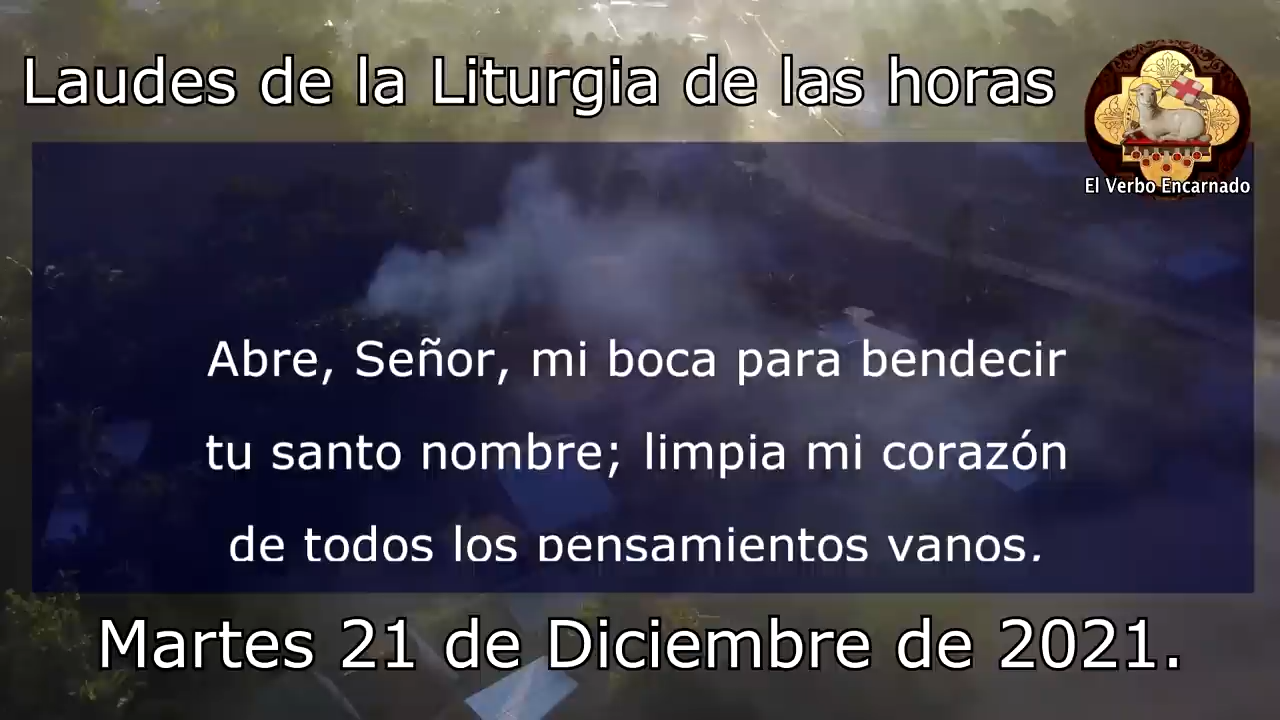 Laudes de la Liturgia de las horas
El Verbo Encarnado
Abre, Señor, mi boca para bendecir
tu santo nombre; limpia mi corazón
de todos los pensamientos vanos.
Martes 21 de Diciembre de 2021.